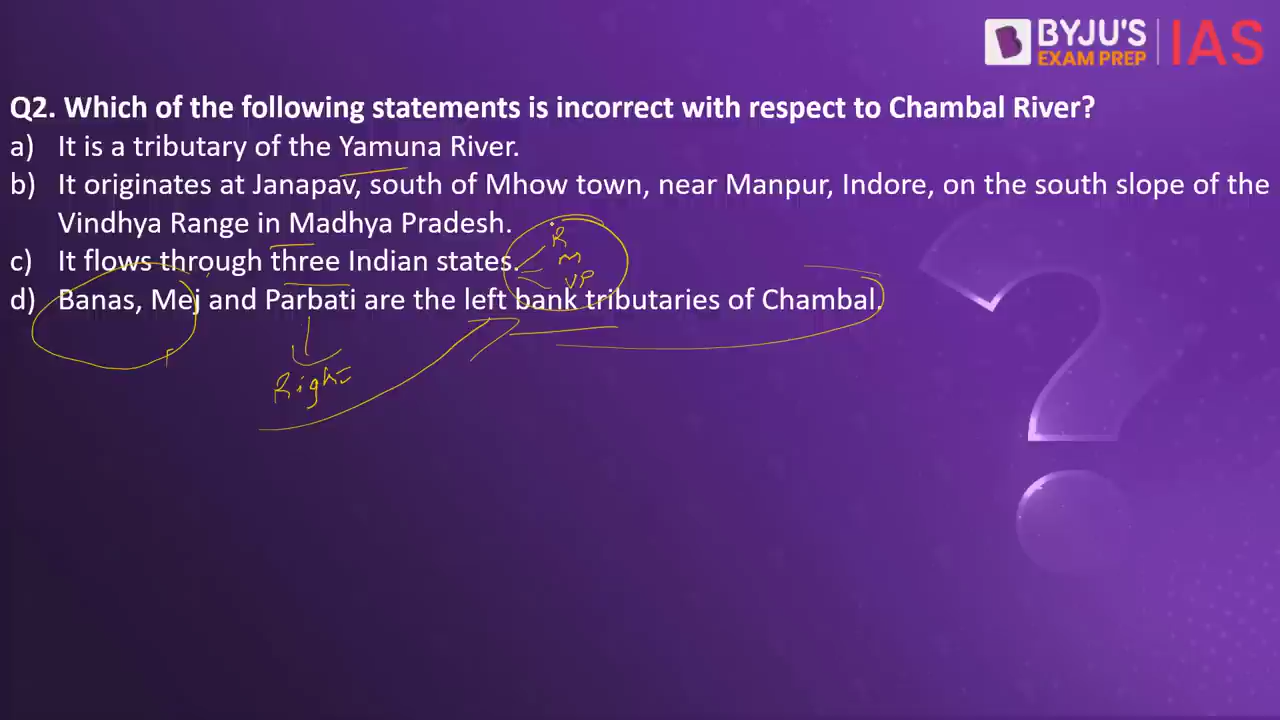 BYJU'S IAS
EXAM PREP
Q2. Which of the following statements is incorrect with respect to Chambal River?
a) It is a tributary of the Yamuna River.
b) It originates at Janapav, south of Mhow town, near Manpur, Indore, on the south slope of the
Vindhya Range in Madhya Pradesh.
R
M
c) It flows through three Indian states.
UP
d) Banas, Mej and Parbati are the left bank tributaries of Chambal.
Right